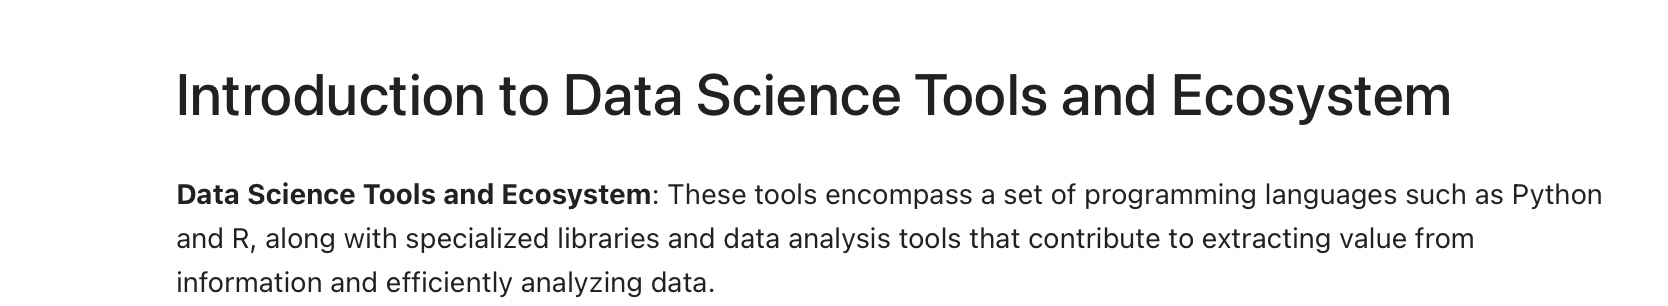 Introduction to Data Science Tools and Ecosystem
Data Science Tools and Ecosystem: These tools encompass a set of programming languages such as Python
and R, along with specialized libraries and data analysis tools that contribute to extracting value from
information and efficiently analyzing data.